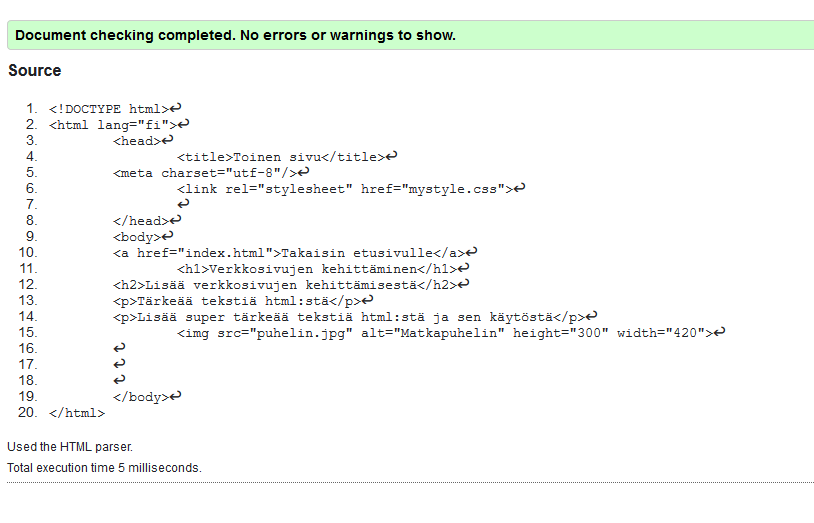 Document checking completed. No errors or warnings to show.
Source
1. <!DOCTYPE html>↩
2. <html lang="fi">↩
3. <head>↩
4. <title>Toinen sivu</title>↩
5. <meta charset="utf-8"/>↩
6. <link rel="stylesheet" href="mystyle.css">↩
7. ↩
8. </head>↩
9. <body>↩
10. <a href="index.html">Takaisin etusivulle</a>↩
11. <h1>Verkkosivujen kehittäminen</h1>↩
12. <h2>Lisää verkkosivujen kehittämisestä</h2>↩
13. <p>Tärkeää tekstiä html:stä</p>↩
14. <p>Lisää super tärkeää tekstiä html:stä ja sen käytöstä</p>↩
15. <img src="puhelin.jpg" alt="Matkapuhelin" height="300" width="420">↩
16. ↩
17. ↩
18. ↩
19. </body>↩
20. </html>
Used the HTML parser.
Total execution time 5 milliseconds.